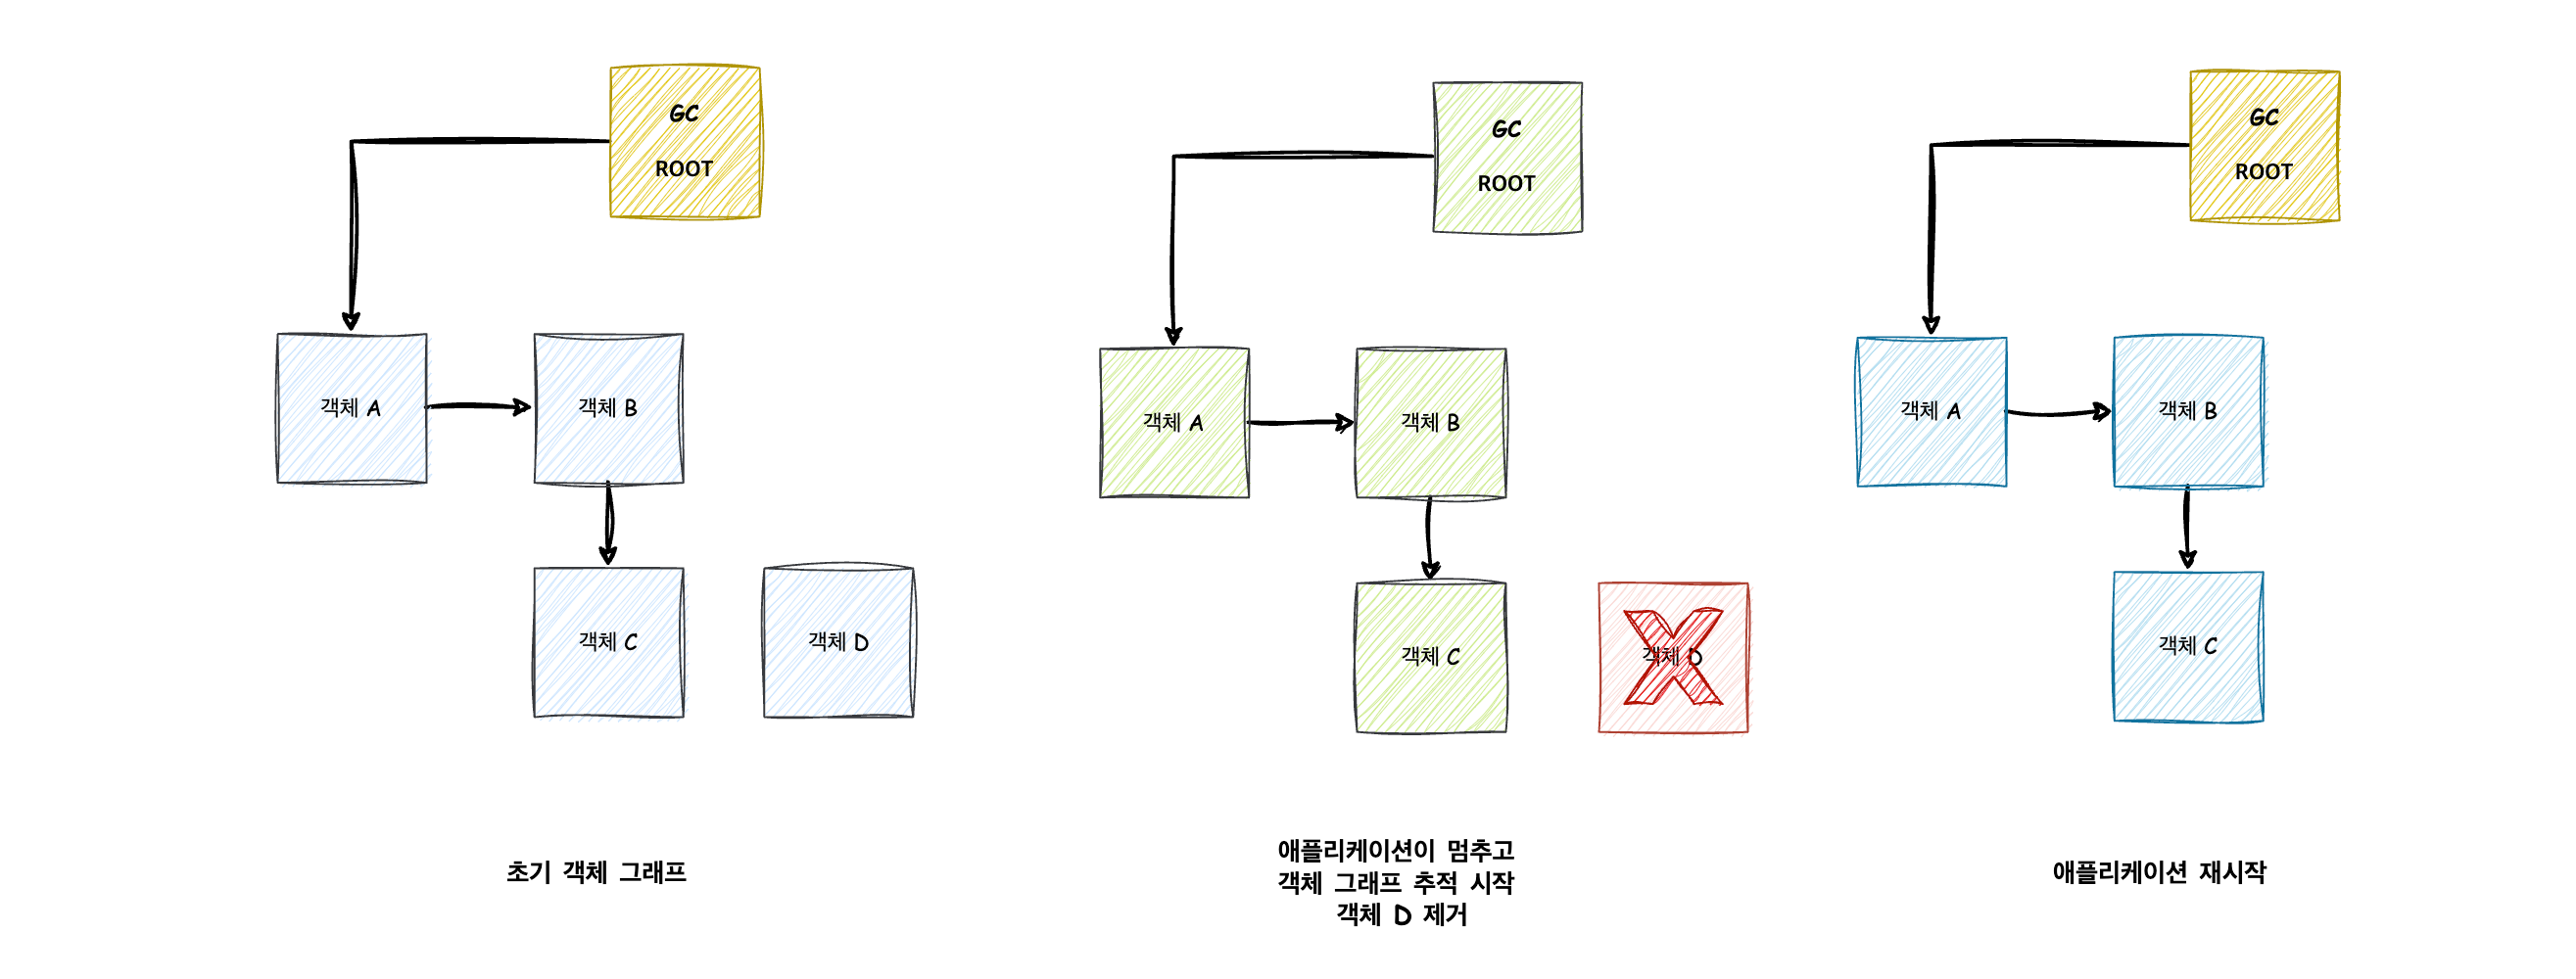 GC
ROOT
객체 A
객체 B
객체 C
객체 D
초기 객체 그래프
GC
ROOT
객체 A
객체 B
객체 C
객체 D
애플리케이션이 멈추고
객체 그래프 추적 시작
객체 D 제거
GC
ROOT
객체 A
객체 B
객체 C
애플리케이션 재시작